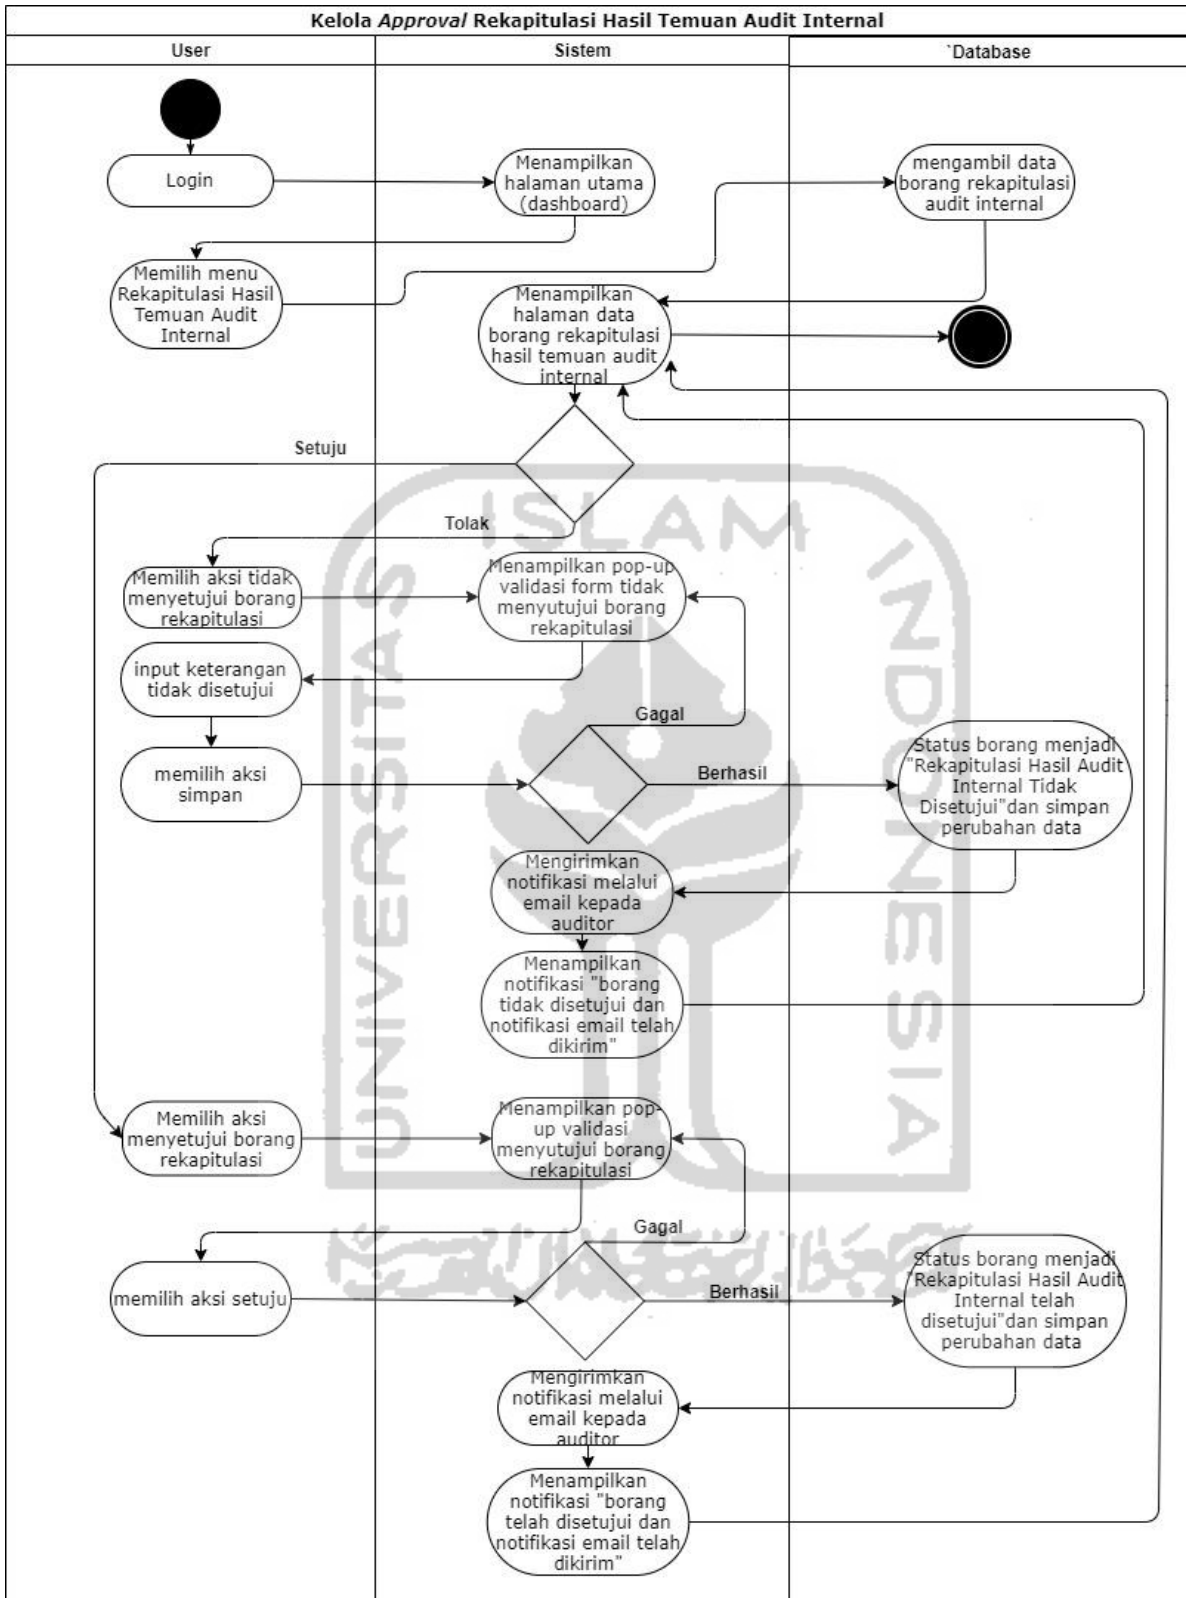 Kelola Approval Rekapitulasi Hasil Temuan Audit Internal
User
Sistem
`Database
Login
Menampilkan
halaman utama
(dashboard)
mengambil data
borang rekapitulasi
audit internal
Memilih menu
Rekapitulasi Hasil
Temuan Audit
Internal
Menampilkan
halaman data
borang rekapitulasi
hasil temuan audit
internal
Setuju
Tolak
Memilih aksi tidak
menyetujui borang
rekapitulasi
Menampilkan pop-up
validasi form tidak
menyutujui borang
rekapitulasi
input keterangan
tidak disetujui
Gagal
memilih aksi
simpan
Berhasil
Status borang menjadi
"Rekapitulasi Hasil Audit
Internal Tidak
Disetujui"dan simpan
perubahan data
Mengirimkan
notifikasi melalui
email kepada
auditor
Menampilkan
notifikasi "borang
tidak disetujui dan
notifikasi email telah
dikirim"
Memilih aksi
menyetujui borang
rekapitulasi
Menampilkan pop-
up validasi
menyutujui borang
rekapitulasi
Gagal
memilih aksi setuju
Berhasil
Status borang menjadi
"Rekapitulasi Hasil Audit
Internal telah
disetujui"dan simpan
perubahan data
Mengirimkan
notifikasi melalui
email kepada
auditor
Menampilkan
notifikasi "borang
telah disetujui dan
notifikasi email telah
dikirim"
UNIVERSITAS
ISLAM
INDONESIA